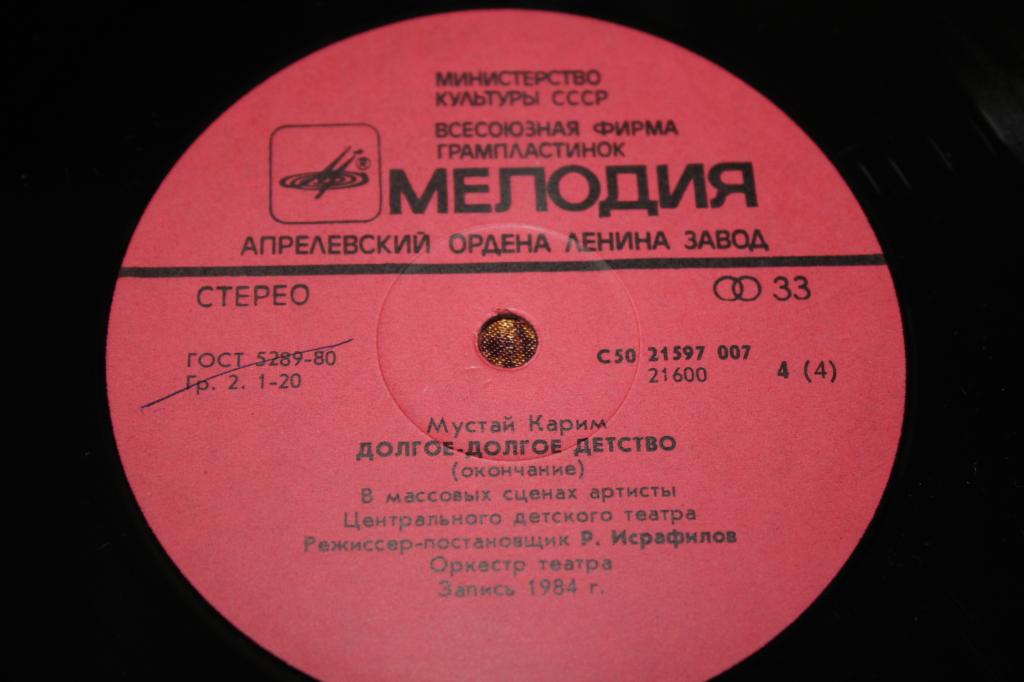 МИНИСТЕРСТВО
КУЛЬТУРЫ СССР
ВСЕСОЮЗНАЯ ФИРМА
ГРАМПЛАСТИНОК
® МЕЛОДИЯ
АПРЕЛЕВСКИЙ ОРДЕНА ЛЕНИНА ЗАВОД
СТЕРЕО 33
ГОСТ 5289-80
Гр. 2. 1-20
С50 21597 007
21600
4 (4)
Мустай Карим
ДОЛГОЕ-ДОЛГОЕ ДЕТСТВО
(окончание)
В массовых сценах артисты
Центрального детского театра
Режиссер-постановщик Р. Исрафилов
Оркестр театра
Запись 1984 г.